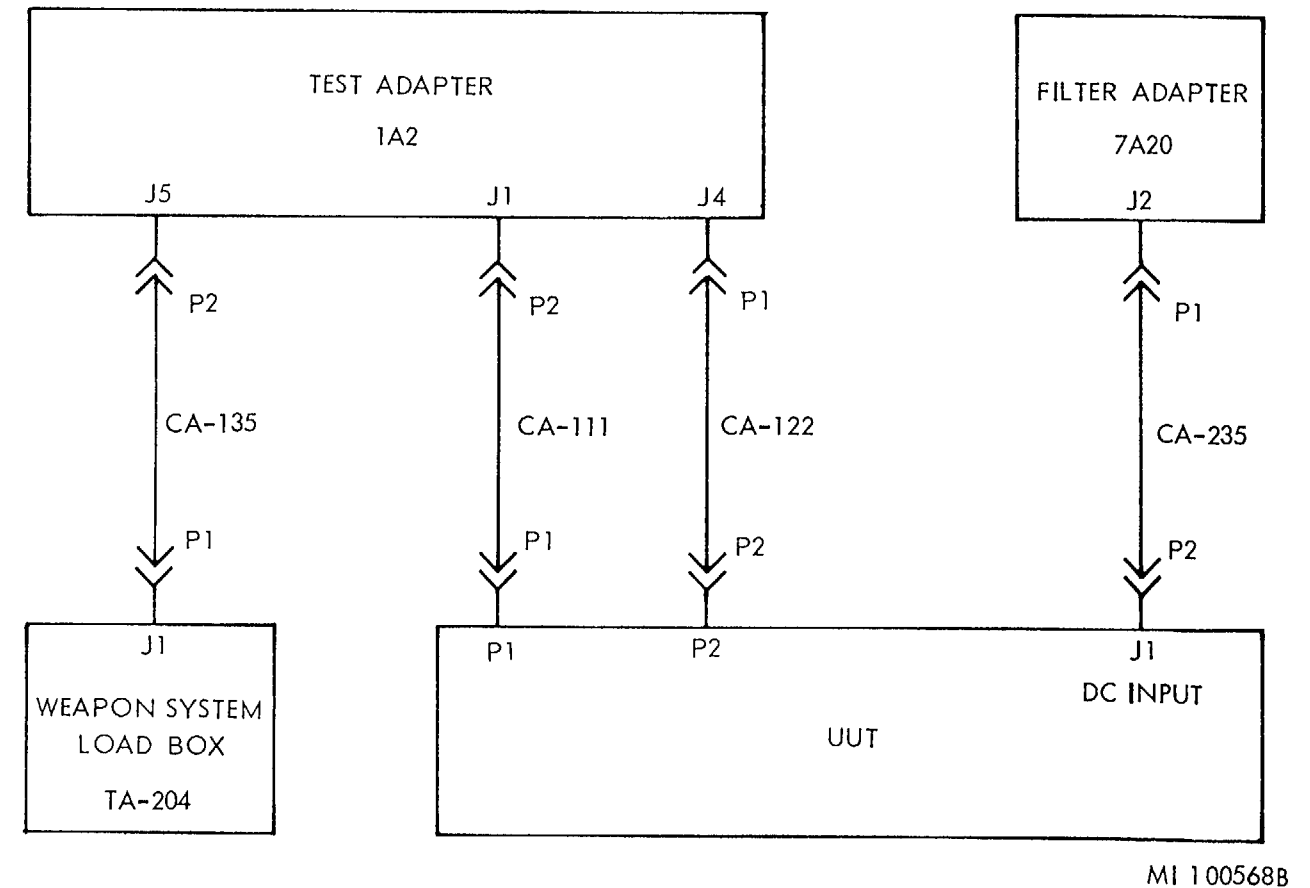 TEST ADAPTER
1A2
J5
J1
J4
FILTER ADAPTER
7A20
J2
P2
P2
P1
P1
CA-135
CA-111
CA-122
CA-235
P1
P1
P2
P2
J1
WEAPON SYSTEM
LOAD BOX
TA-204
P1
P2
J1
DC INPUT
UUT
MI 100568B